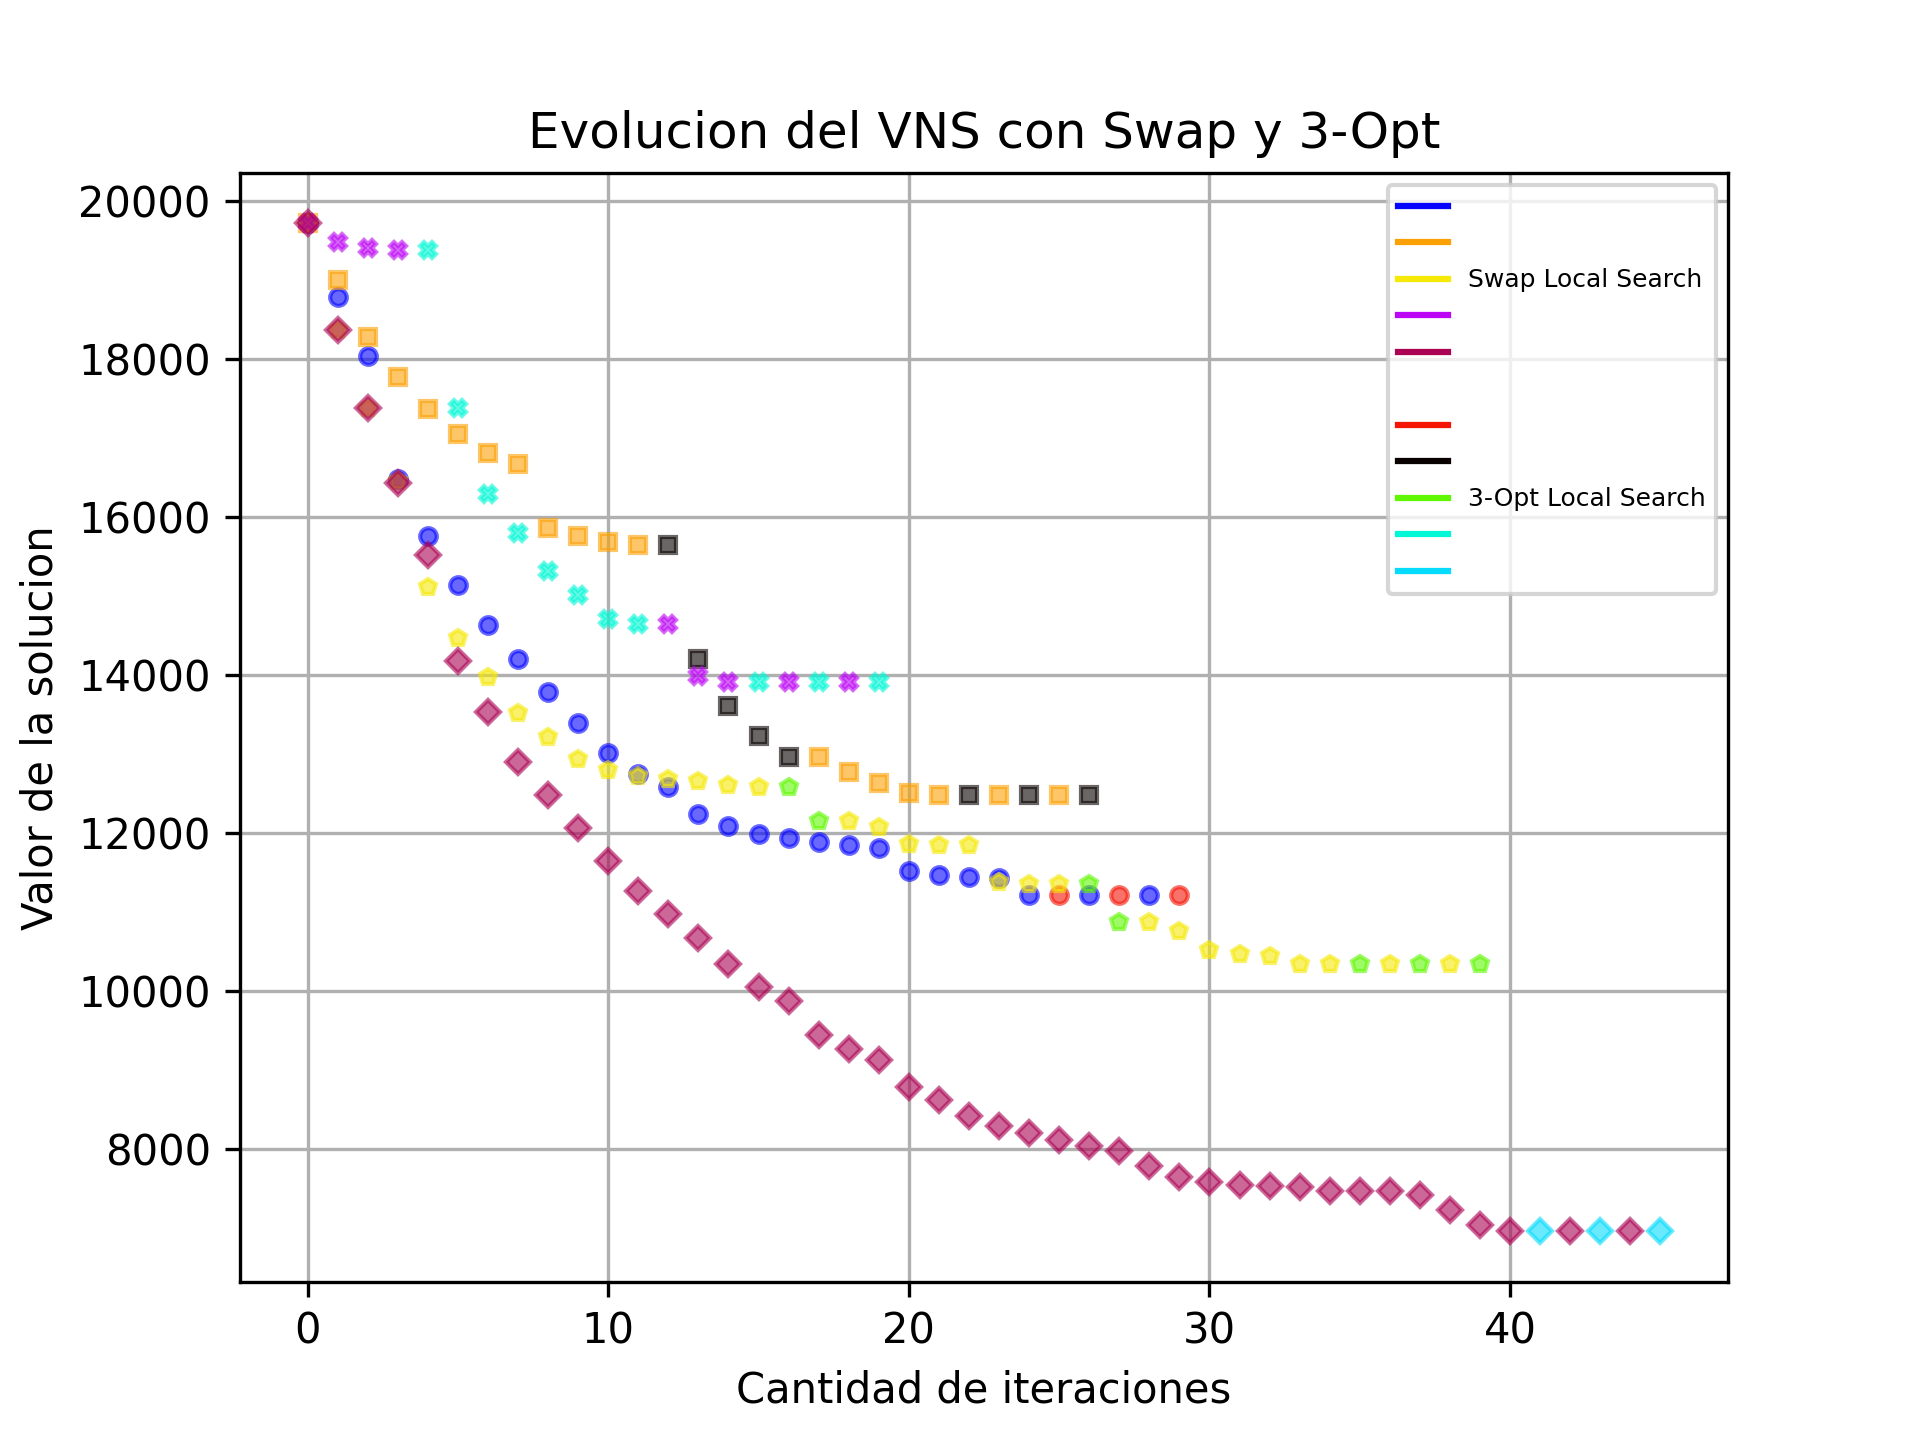 Evolucion del VNS con Swap y 3-Opt
20000
18000
16000
14000
12000
10000
8000
Valor de la solucion
Swap Local Search
3-Opt Local Search
0 10 20 30 40
Cantidad de iteraciones